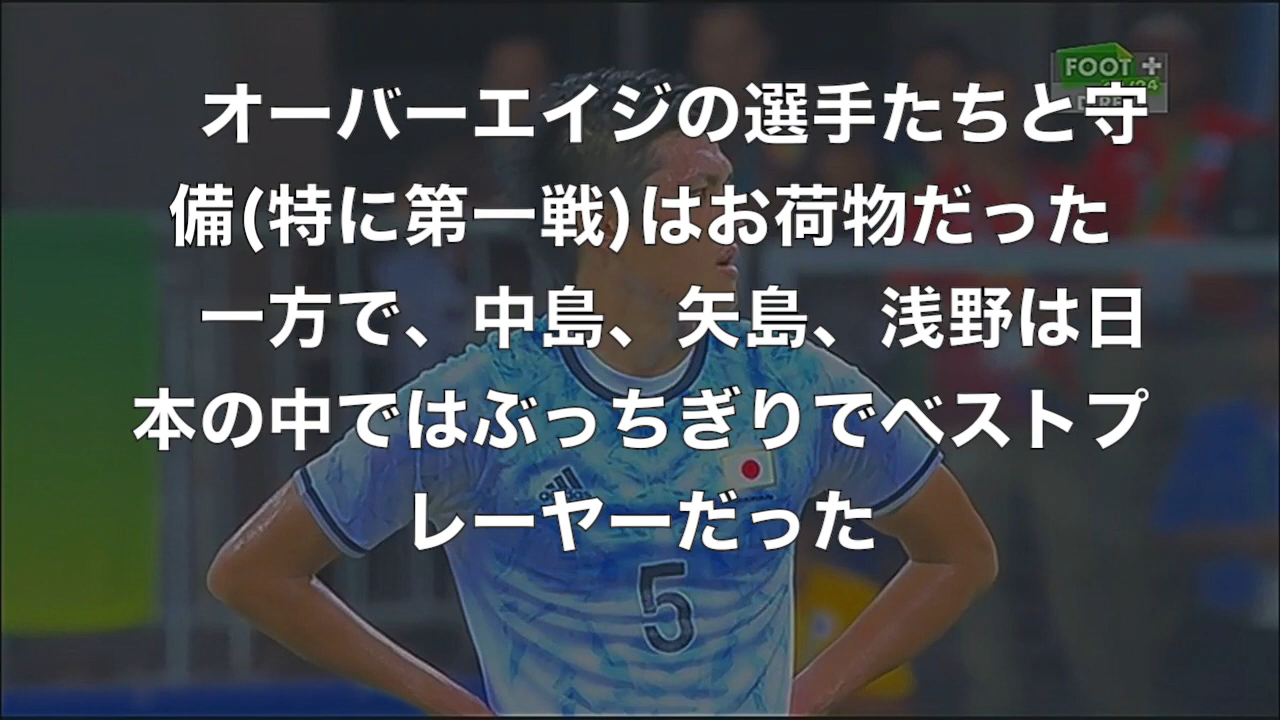 FOOT+
オーバーエイジの選手たちと守
備(特に第一戦)はお荷物だった
一方で、中島、矢島、浅野は日
本の中ではぶっちぎりでベストプ
レーヤーだった
5